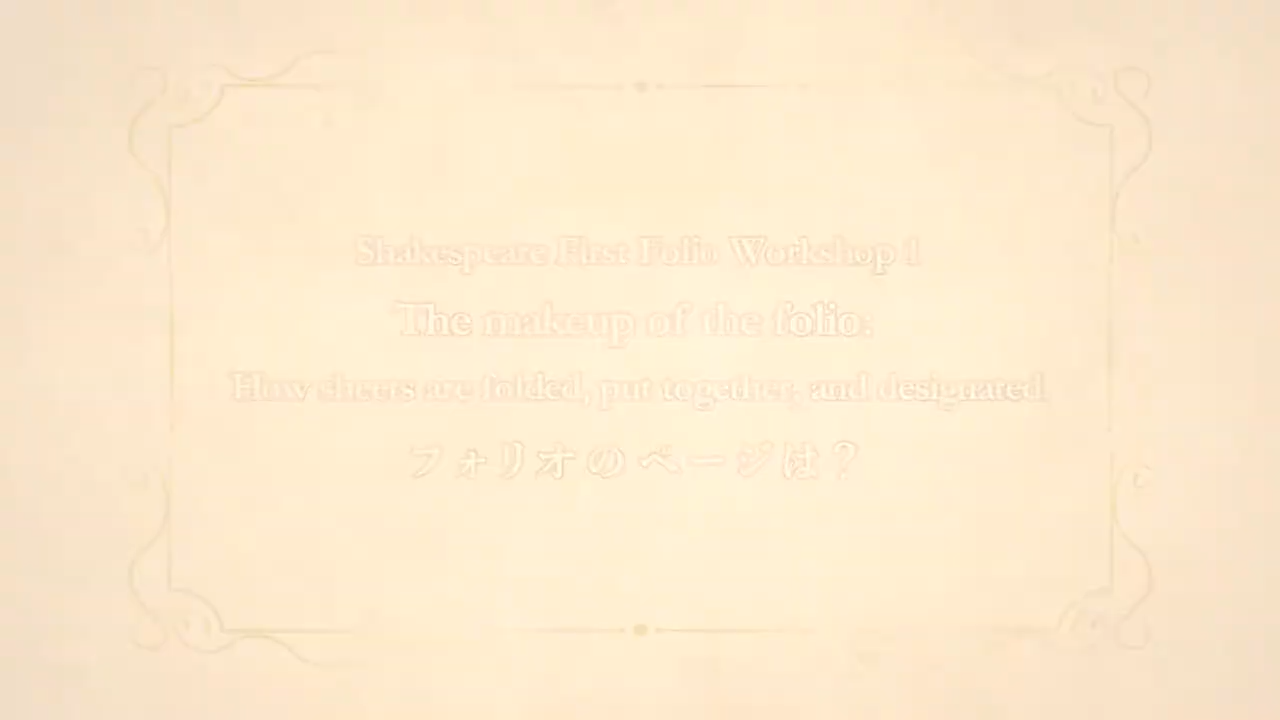 Shakespeare First Folio Workshop 1
The makeup of the folio:
How sheets are folded, put together, and designated.
フォリオのページは？